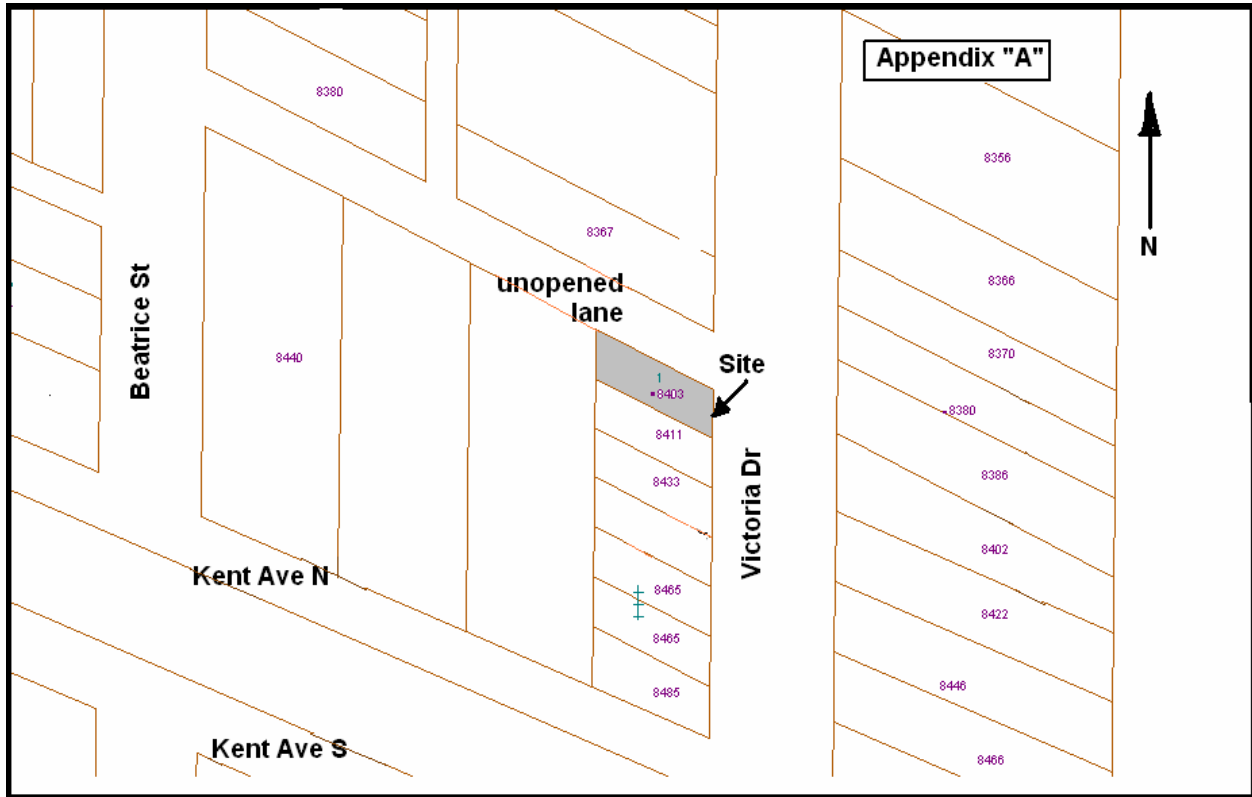 Appendix "A"
8380
8356
N
8367
8366
unopened
lane
Beatrice St
8440
8370
Site
1
8403
8380
8411
8386
8433
Victoria Dr
8402
Kent Ave N
8465
8422
8465
8446
8485
Kent Ave S
8466